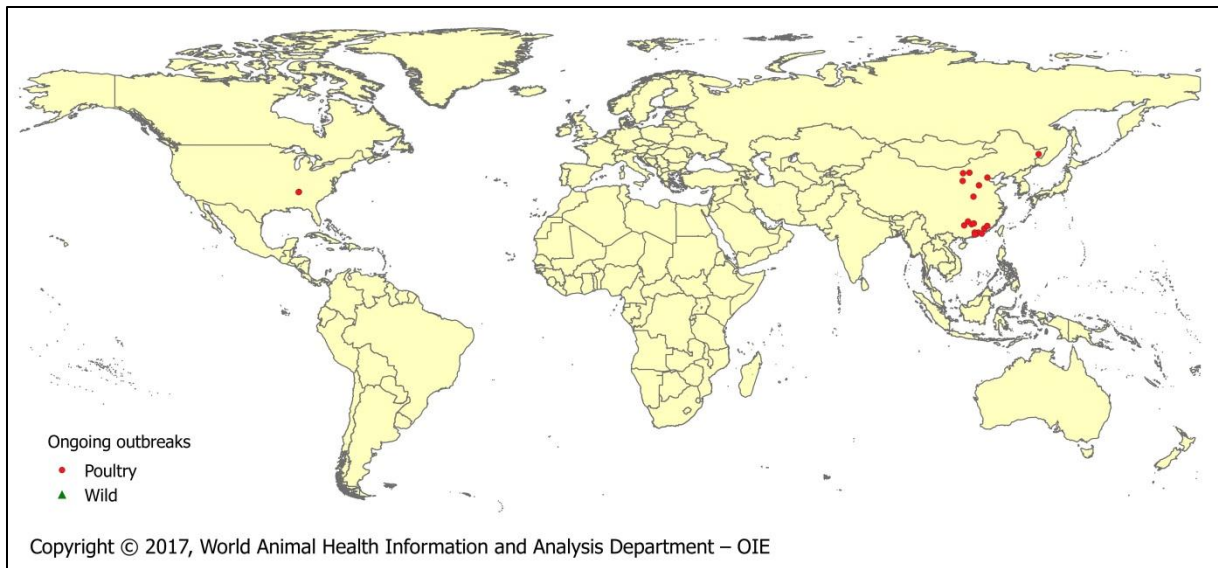 Ongoing outbreaks
Poultry
Wild
Copyright © 2017, World Animal Health Information and Analysis Department – OIE